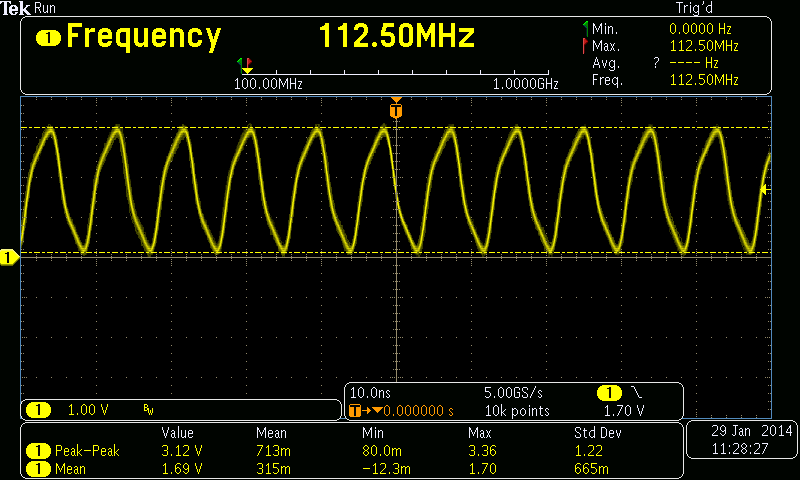 Tek Run Trig'd
1 Frequency 112.50MHz
Min. 0.0000 Hz
Max. 112.50MHz
Avg. ? ---- Hz
Freq. 112.50MHz
100.00MHz 1.0000GHz
T
1
10.0ns 5.00GS/s 1
1 1.00 V BW
T→▼0.000000 s 10k points 1.70 V
Value Mean Min Max Std Dev
1 Peak-Peak 3.12 V 713m 80.0m 3.36 1.22
1 Mean 1.69 V 315m -12.3m 1.70 665m
29 Jan 2014
11:28:27